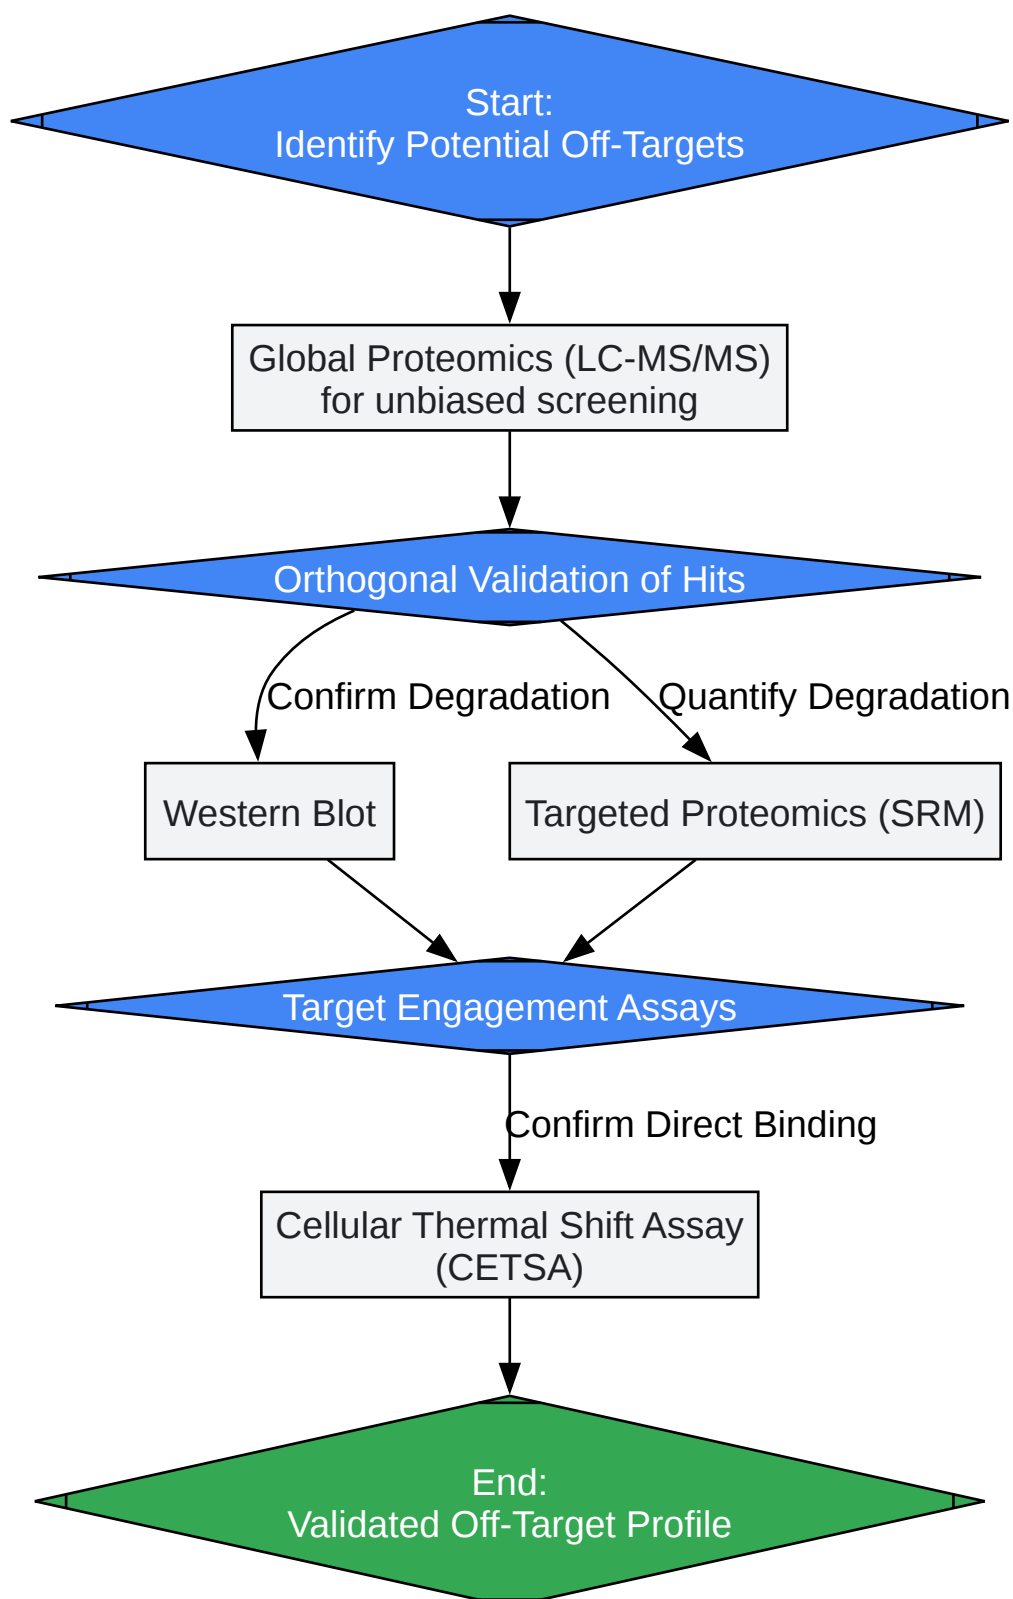 Start:
Identify Potential Off-Targets
Global Proteomics (LC-MS/MS)
for unbiased screening
Orthogonal Validation of Hits
Confirm Degradation
Quantify Degradation
Western Blot
Targeted Proteomics (SRM)
Target Engagement Assays
Confirm Direct Binding
Cellular Thermal Shift Assay
(CETSA)
End:
Validated Off-Target Profile